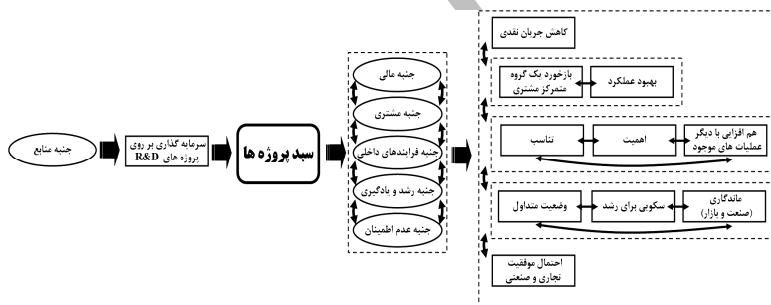 جنبه منابع
سرمایه گذاری بر روی
پروژه های R&D
سبد پروژه ها
جنبه مالی
جنبه مشتری
جنبه فرایندهای داخلی
جنبه رشد و یادگیری
جنبه عدم اطمینان
کاهش جریان نقدی
بازخورد یک گروه
متمرکز مشتری
بهبود عملکرد
تناسب
اهمیت
هم افزایی با دیگر
عملیات های موجود
وضعیت متداول
سکویی برای رشد
ماندگاری
(صنعت و بازار)
احتمال موفقیت
تجاری و صنعتی